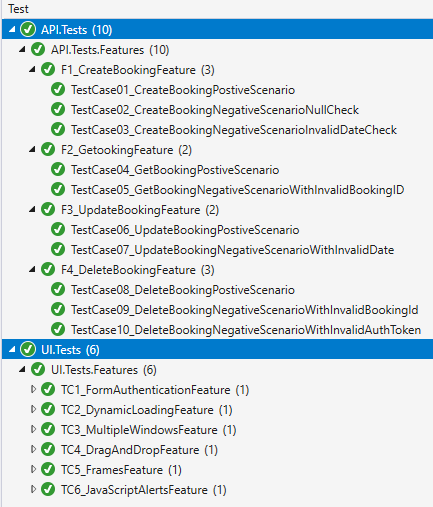 Test
API.Tests (10)
API.Tests.Features (10)
F1_CreateBookingFeature (3)
TestCase01_CreateBookingPostiveScenario
TestCase02_CreateBookingNegativeScenarioNullCheck
TestCase03_CreateBookingNegativeScenarioInvalidDateCheck
F2_GetookingFeature (2)
TestCase04_GetBookingPostiveScenario
TestCase05_GetBookingNegativeScenarioWithInvalidBookingID
F3_UpdateBookingFeature (2)
TestCase06_UpdateBookingPostiveScenario
TestCase07_UpdateBookingNegativeScenarioWithInvalidDate
F4_DeleteBookingFeature (3)
TestCase08_DeleteBookingPostiveScenario
TestCase09_DeleteBookingNegativeScenarioWithInvalidBookingId
TestCase10_DeleteBookingNegativeScenarioWithInvalidAuthToken
UI.Tests (6)
UI.Tests.Features (6)
TC1_FormAuthenticationFeature (1)
TC2_DynamicLoadingFeature (1)
TC3_MultipleWindowsFeature (1)
TC4_DragAndDropFeature (1)
TC5_FramesFeature (1)
TC6_JavaScriptAlertsFeature (1)